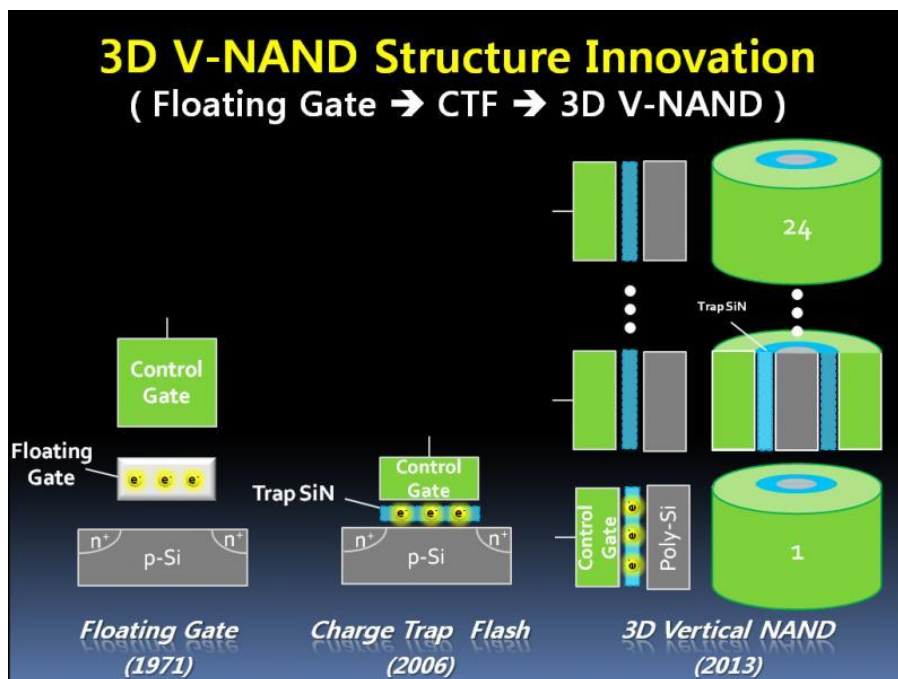 3D V-NAND Structure Innovation
( Floating Gate ➔ CTF ➔ 3D V-NAND )
Control
Gate
Floating
Gate
e⁻ e⁻ e⁻
n⁺ n⁺
p-Si
Floating Gate
(1971)
Control
Gate
Trap SiN
e⁻ e⁻ e⁻
n⁺ n⁺
p-Si
Charge Trap Flash
(2006)
24
Trap SiN
Control
Gate
e⁻ e⁻ e⁻
Poly-Si
1
3D Vertical NAND
(2013)